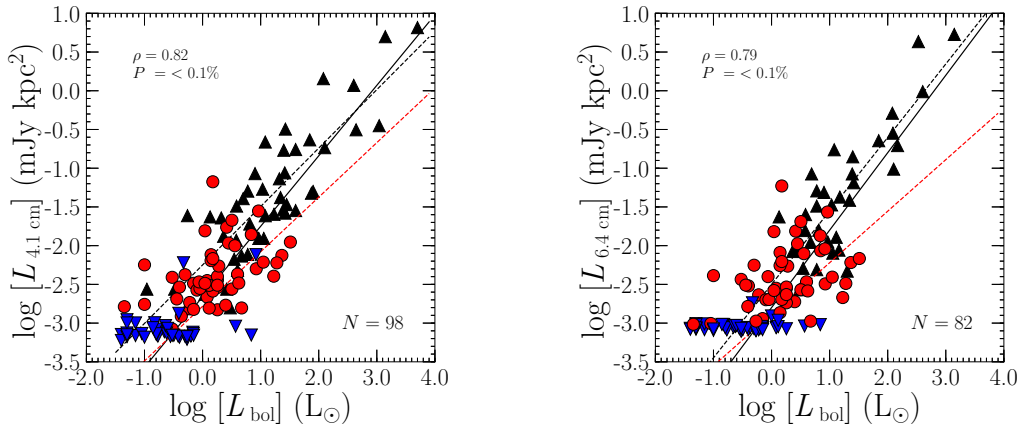 1.0
0.5
0.0
-0.5
-1.0
-1.5
-2.0
-2.5
-3.0
-3.5
log [L 4.1 cm] (mJy kpc²)
ρ = 0.82
P = < 0.1%
N = 98
-2.0 -1.0 0.0 1.0 2.0 3.0 4.0
log [L bol] (L⊙)
1.0
0.5
0.0
-0.5
-1.0
-1.5
-2.0
-2.5
-3.0
-3.5
log [L 6.4 cm] (mJy kpc²)
ρ = 0.79
P = < 0.1%
N = 82
-2.0 -1.0 0.0 1.0 2.0 3.0 4.0
log [L bol] (L⊙)